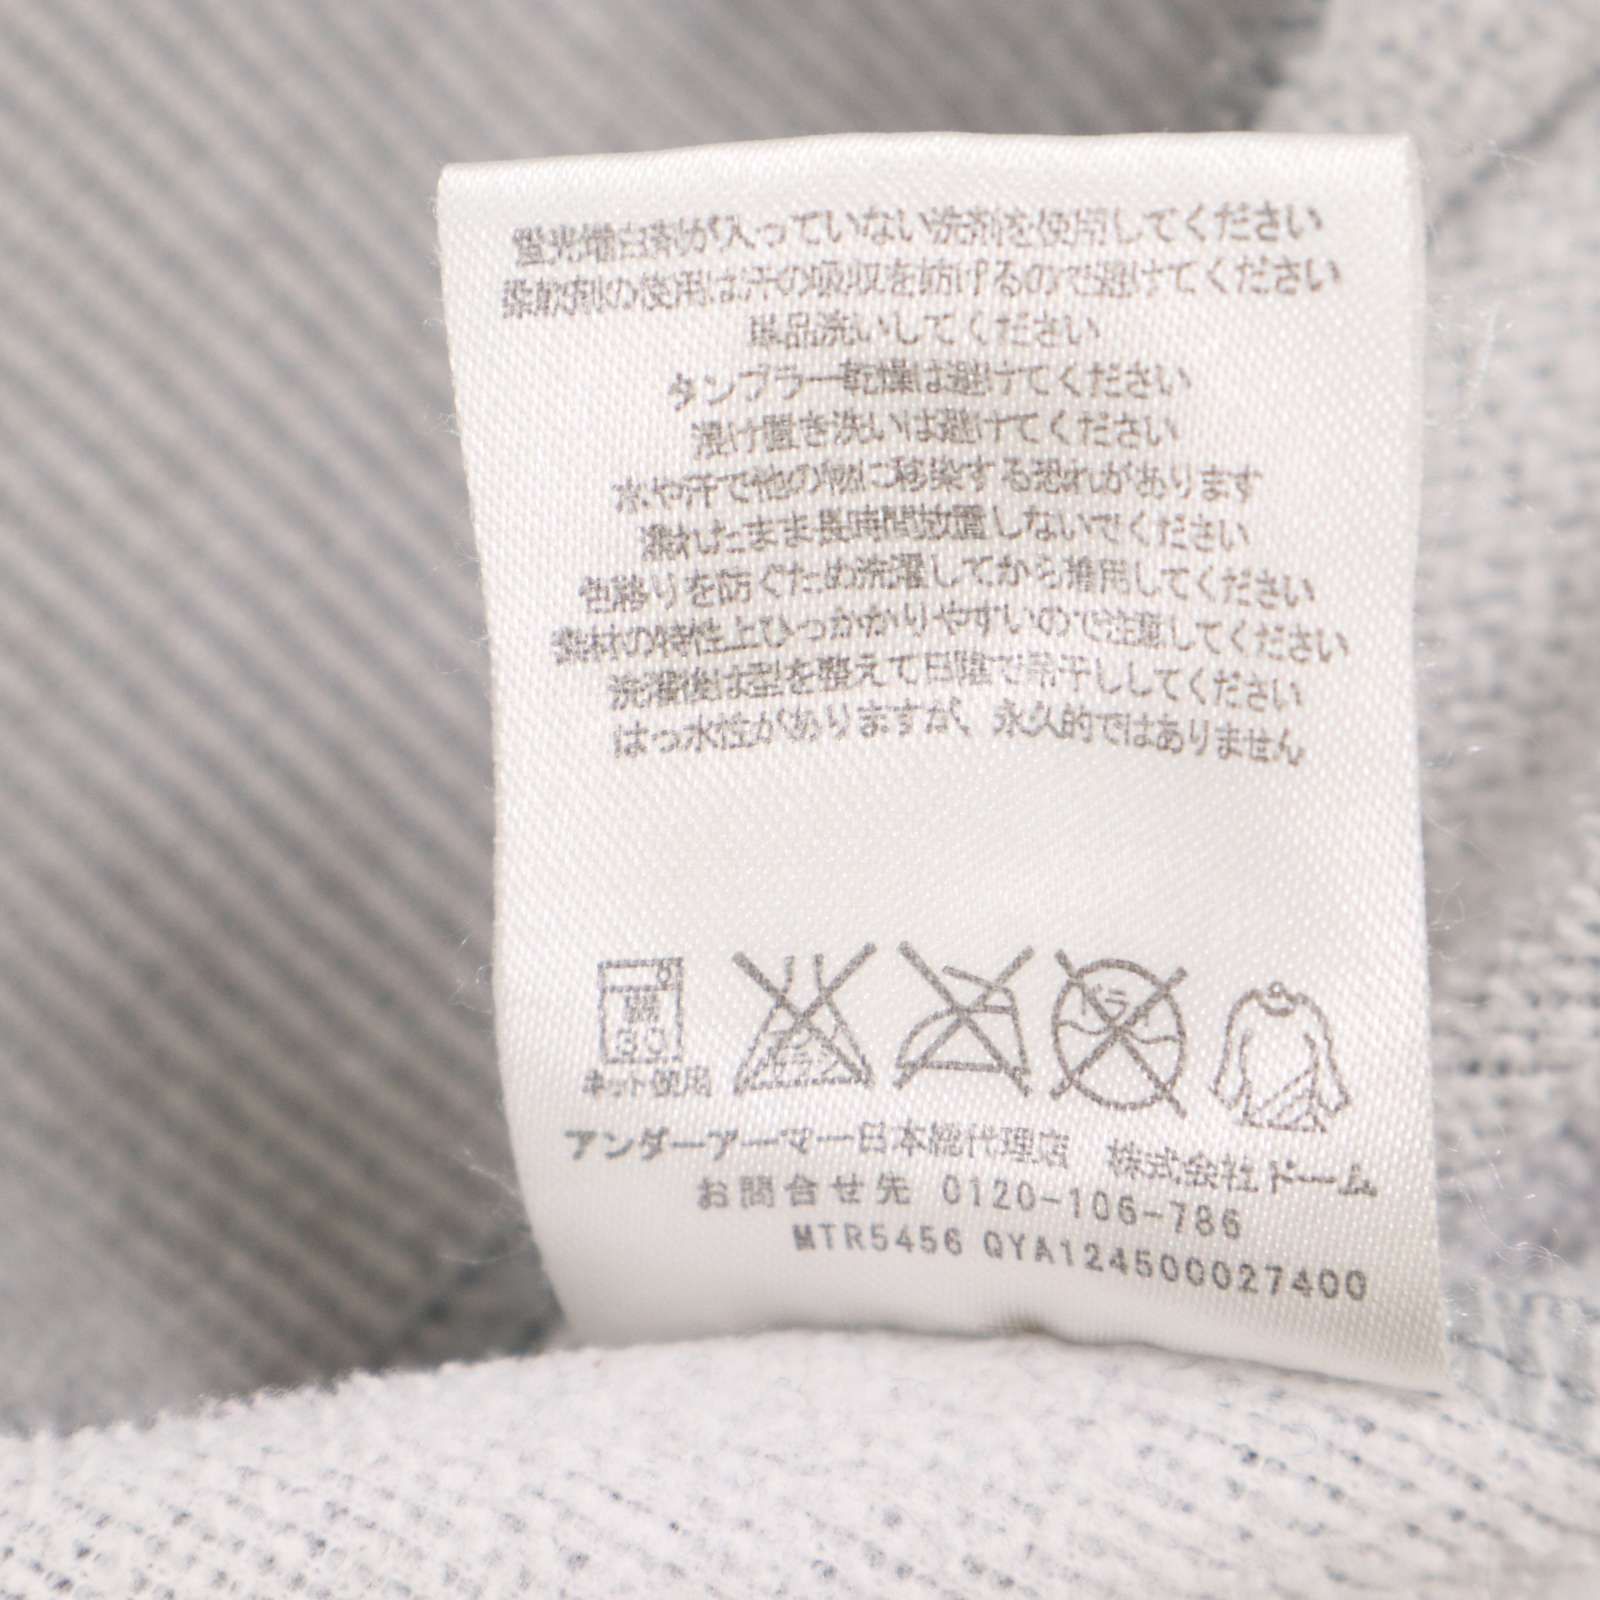 蛍光増白剤が入っていない洗剤を使用してください
柔軟剤の使用は汗の吸収を妨げるので避けてください
単品洗いしてください
タンブラー乾燥は避けてください
浸け置き洗いは避けてください
水や汗で他の物に移染する恐れがあります
濡れたまま長時間放置しないでください
色移りを防ぐため洗濯してから着用してください
素材の特性上ひっかかりやすいので注意してください
洗濯後は型を整えて日陰で吊干ししてください
はっ水性がありますが、永久的ではありません
弱
30
ネット使用
エンソ
ドライ
アンダーアーマー日本総代理店 株式会社ドーム
お問合せ先 0120-106-786
MTR5456 QYA124500027400